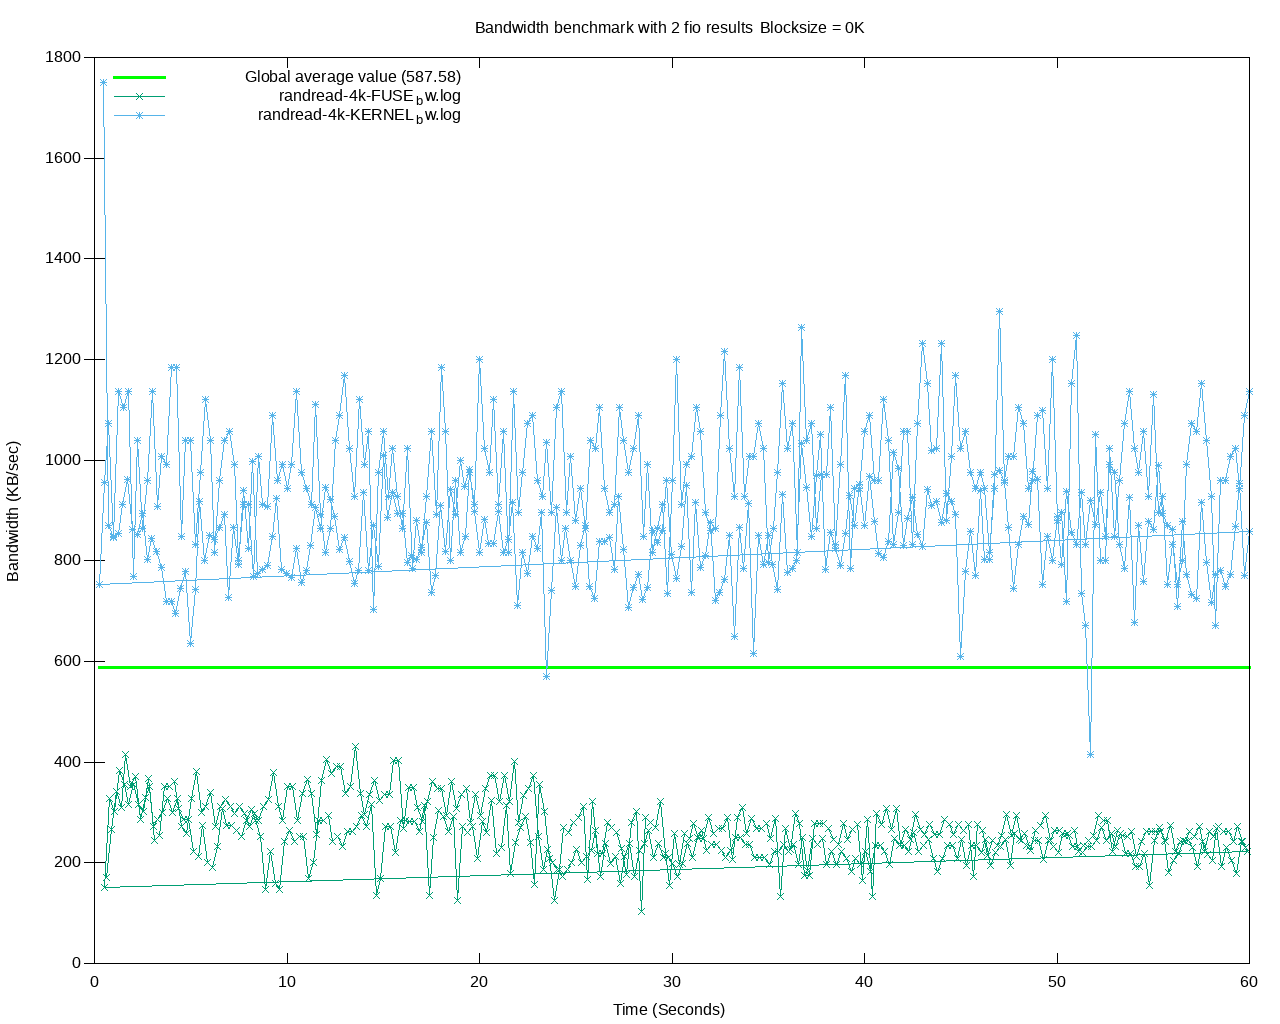 Bandwidth benchmark with 2 fio results Blocksize = 0K
Global average value (587.58)
randread-4k-FUSE_bw.log
randread-4k-KERNEL_bw.log
Bandwidth (KB/sec)
1800
1600
1400
1200
1000
800
600
400
200
0
0 10 20 30 40 50 60
Time (Seconds)